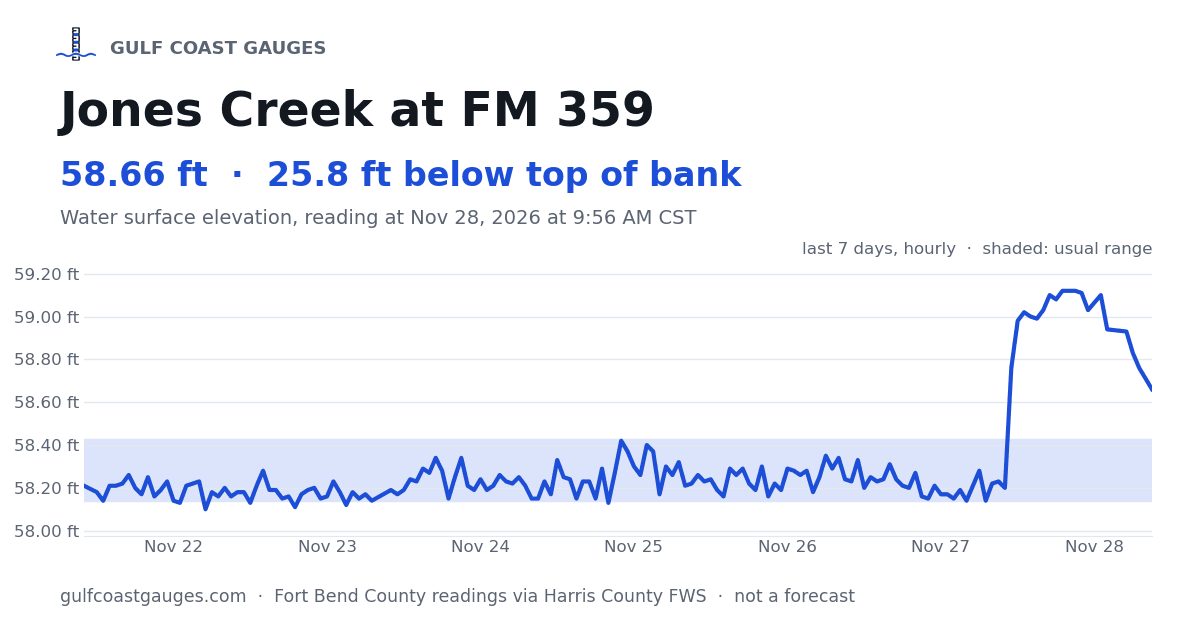 GULF COAST GAUGES
Jones Creek at FM 359
58.66 ft · 25.8 ft below top of bank
Water surface elevation, reading at Nov 28, 2026 at 9:56 AM CST
last 7 days, hourly · shaded: usual range
59.20 ft
59.00 ft
58.80 ft
58.60 ft
58.40 ft
58.20 ft
58.00 ft
Nov 22 Nov 23 Nov 24 Nov 25 Nov 26 Nov 27 Nov 28
gulfcoastgauges.com · Fort Bend County readings via Harris County FWS · not a forecast